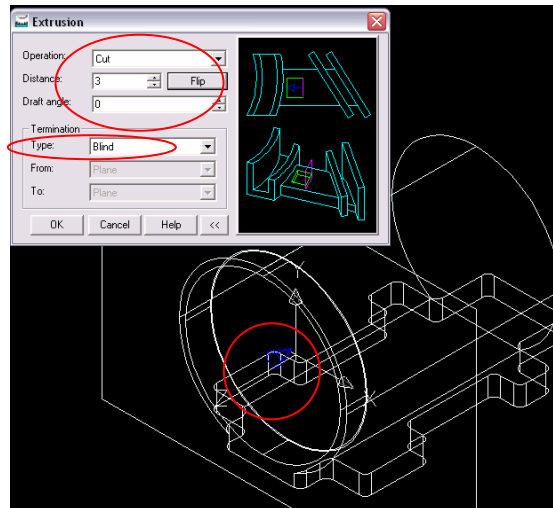 Extrusion
Operation: Cut
Distance: 3 Flip
Draft angle: 0
Termination
Type: Blind
From: Plane
To: Plane
OK Cancel Help <<
Y
X